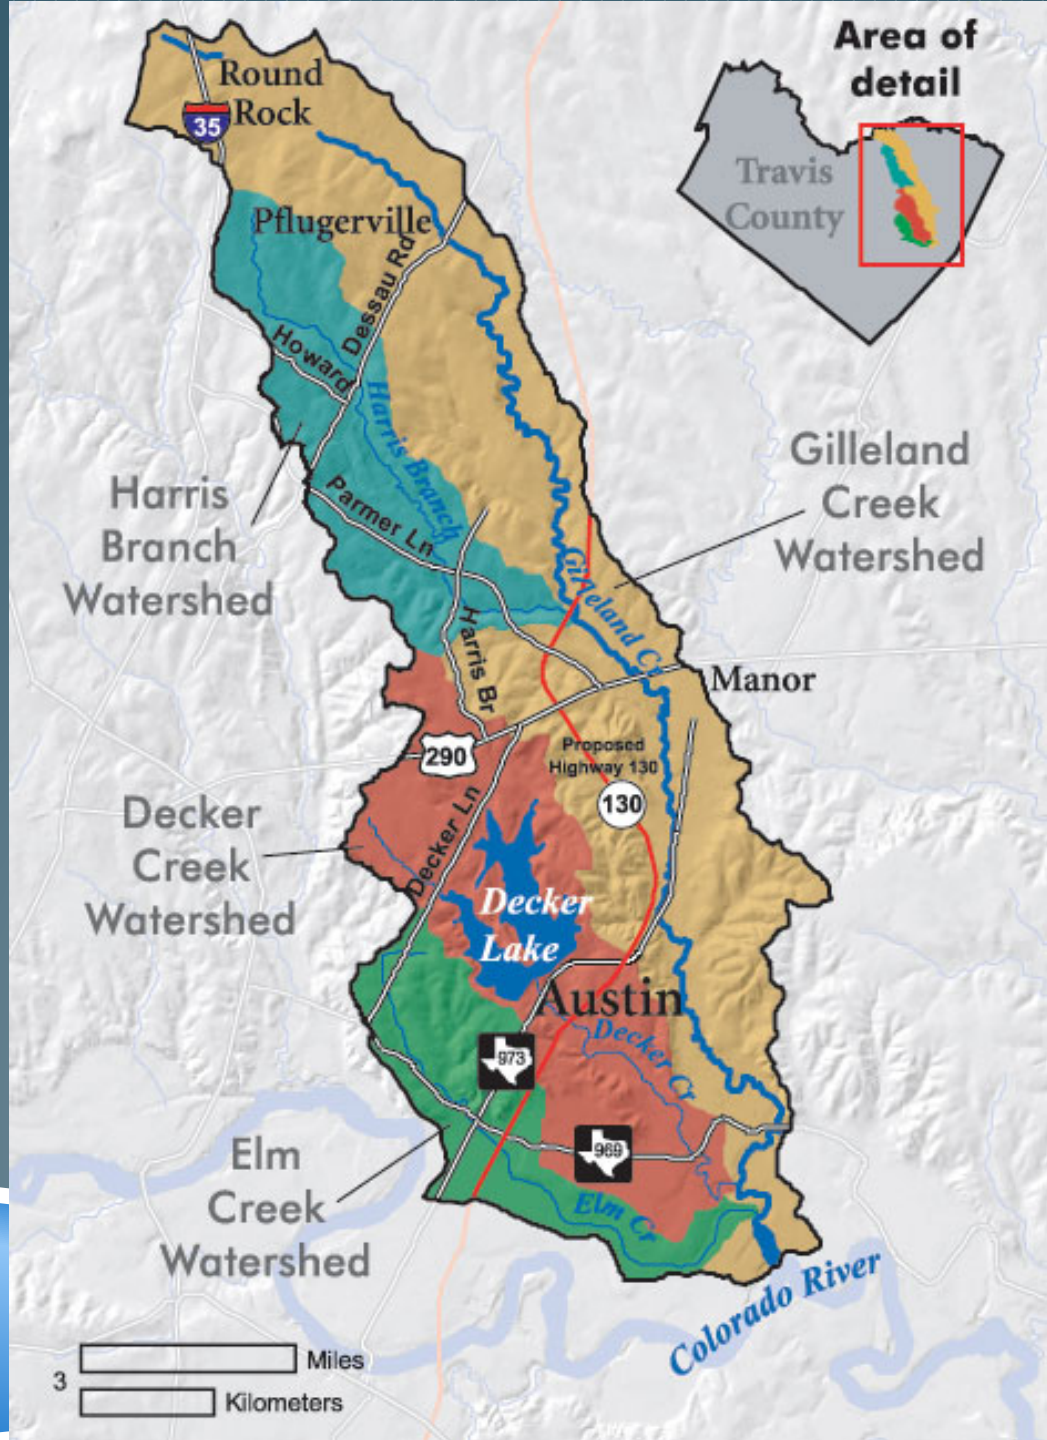 Area of
detail
Travis
County
Round
Rock
35
Pflugerville
Dessau Rd
Howard
Harris Branch
Parmer Ln
Harris
Branch
Watershed
Gilleland
Creek
Watershed
Gilleland Cr
Harris Br
Manor
290
Proposed
Highway 130
130
Decker Ln
Decker
Creek
Watershed
Decker
Lake
Austin
Decker Cr
973
969
Elm
Creek
Watershed
Elm Cr
Colorado River
Miles
3
Kilometers